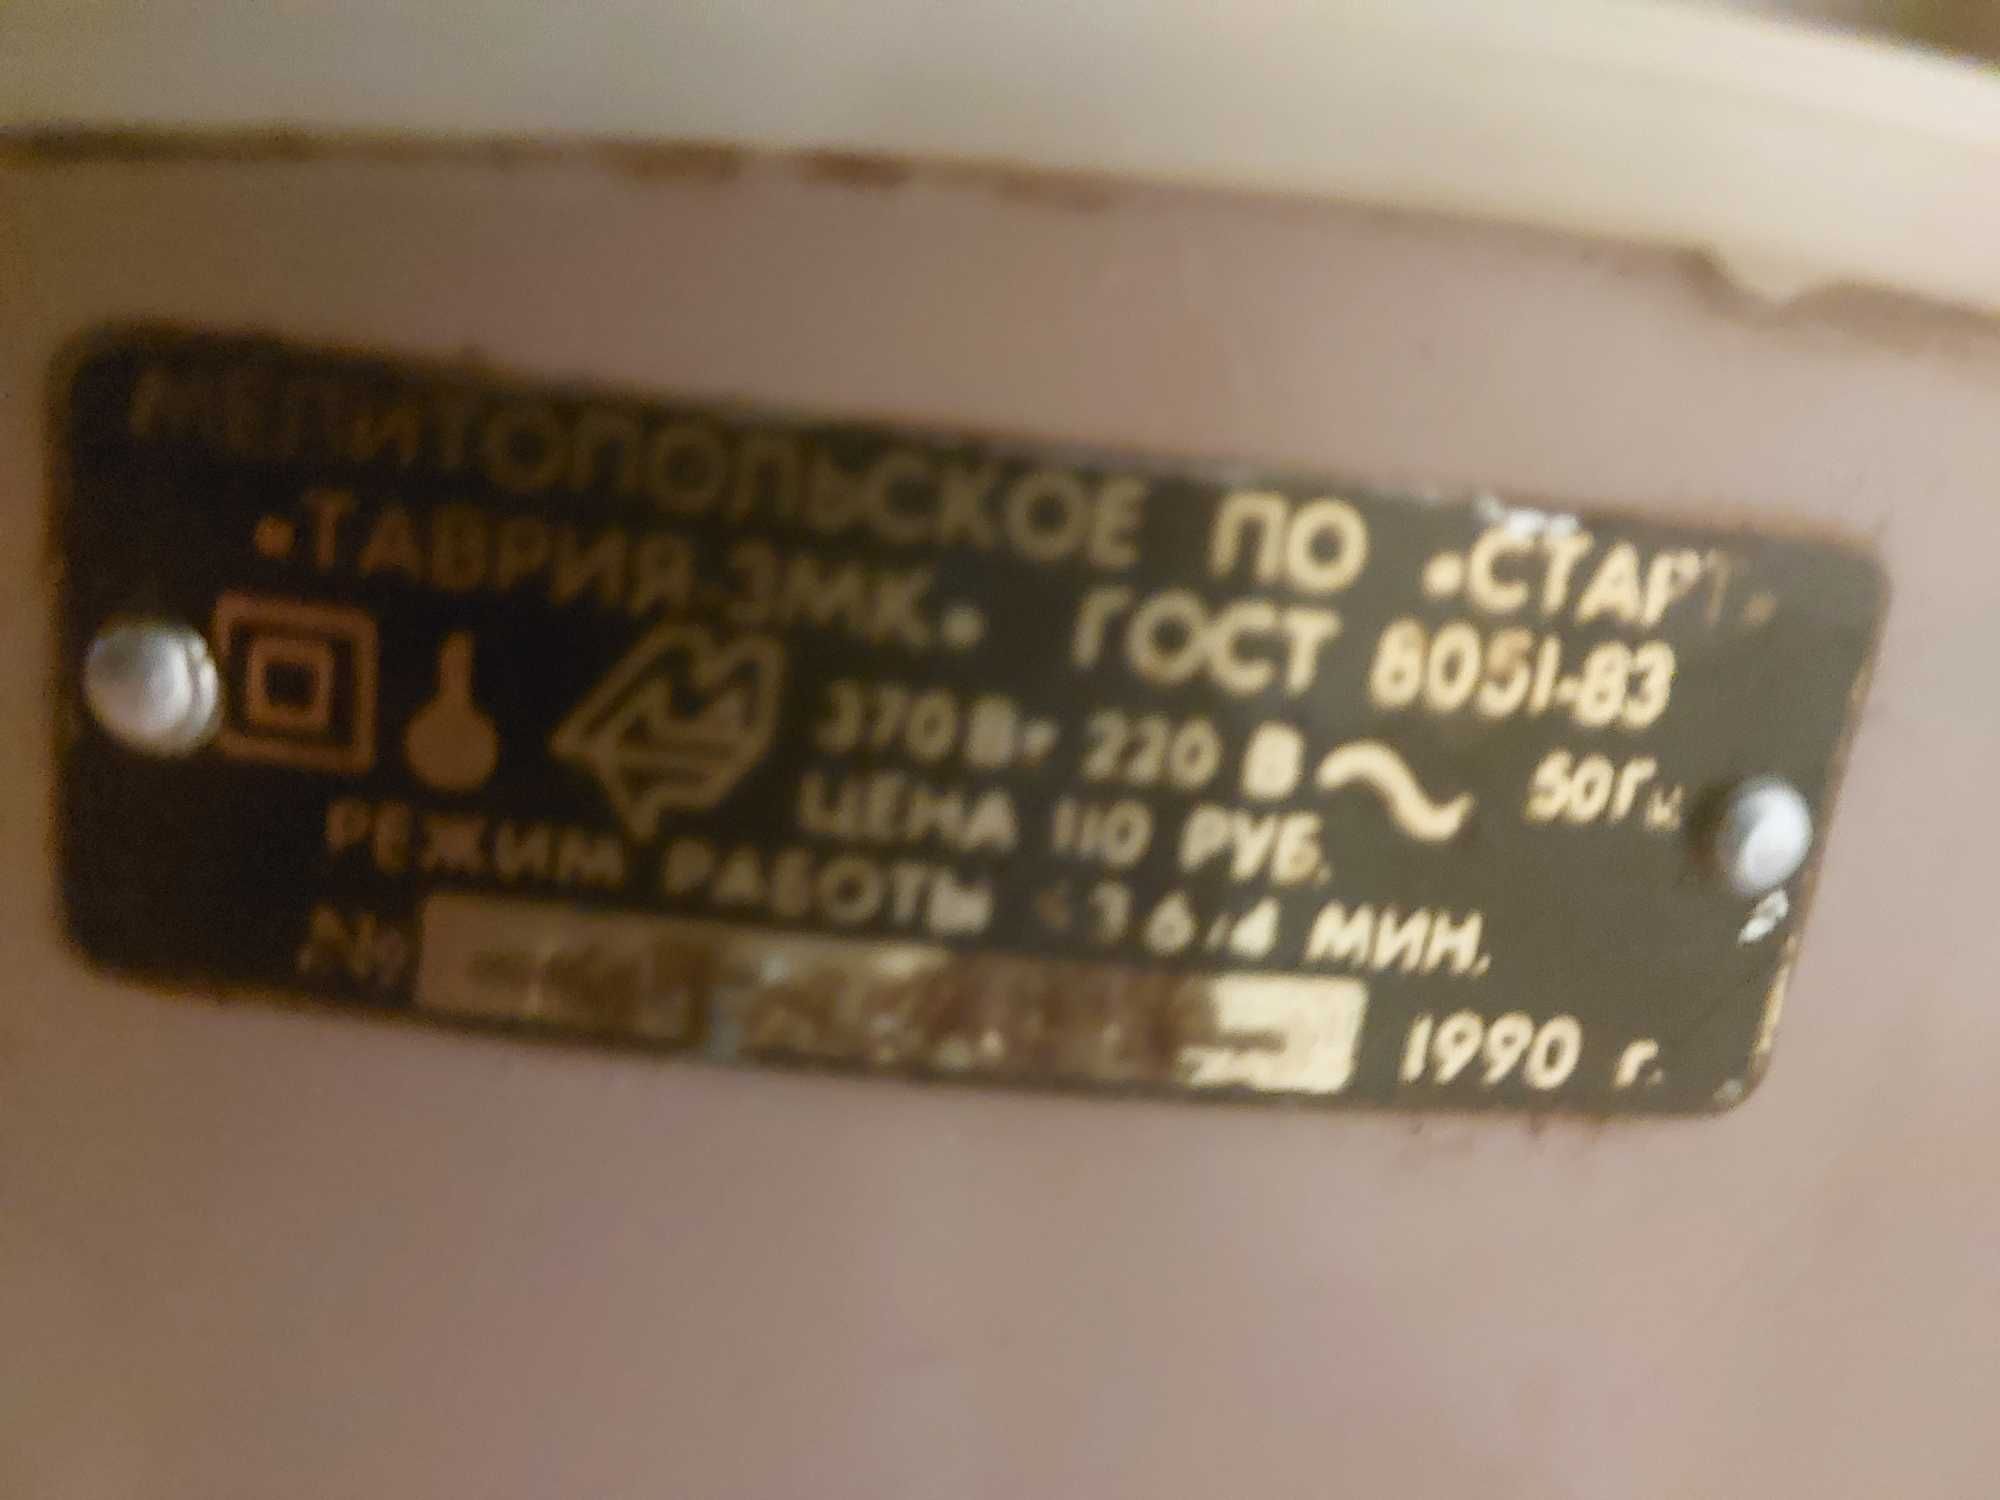 МЕЛИТОПОЛЬСКОЕ ПО «СТАРТ»
«ТАВРИЯ-3МК» ГОСТ 8051-83
370 Вт 220 В ~ 50 Гц
ЦЕНА 110 РУБ.
РЕЖИМ РАБОТЫ МИН.
№ 1990 г.